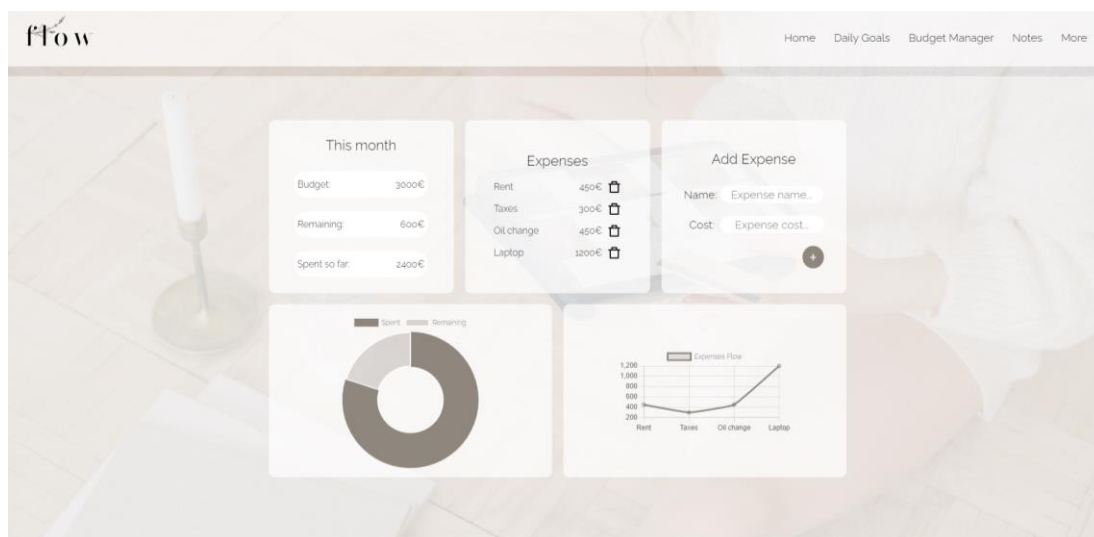 flow
Home Daily Goals Budget Manager Notes More
This month
Budget: 3000€
Remaining: 600€
Spent so far: 2400€
Expenses
Rent 450€
Taxes 300€
Oil change 450€
Laptop 1200€
Add Expense
Name: Expense name...
Cost: Expense cost...
+
Spent Remaining
Expenses Flow
1,200
1,000
800
600
400
200
Rent Taxes Oil change Laptop